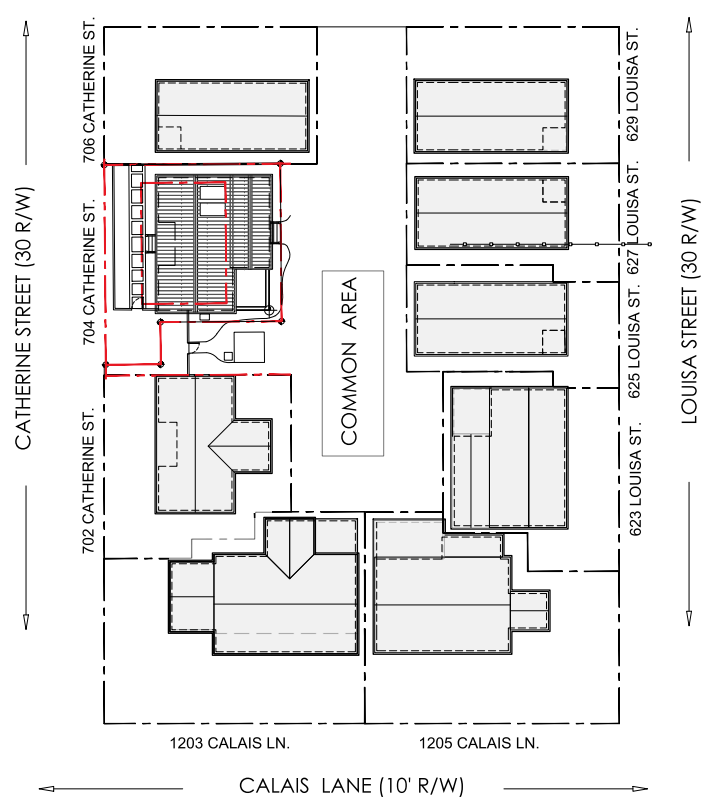 706 CATHERINE ST.
629 LOUISA ST.
CATHERINE STREET (30 R/W)
704 CATHERINE ST.
627 LOUISA ST.
LOUISA STREET (30 R/W)
COMMON AREA
625 LOUISA ST.
702 CATHERINE ST.
623 LOUISA ST.
1203 CALAIS LN.
1205 CALAIS LN.
CALAIS LANE (10' R/W)